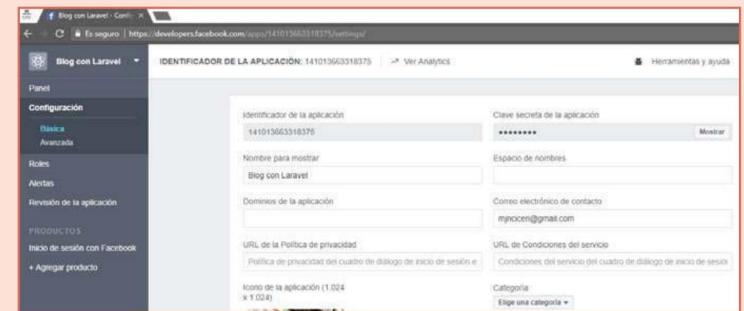 Blog con Laravel - Confi
Es seguro | https://developers.facebook.com/apps/141013663318375/settings/
Blog con Laravel
IDENTIFICADOR DE LA APLICACIÓN: 141013663318375
Ver Analytics
Herramientas y ayuda
Panel
Configuración
Básica
Avanzada
Roles
Alertas
Revisión de la aplicación
PRODUCTOS
Inicio de sesión con Facebook
+ Agregar producto
Identificador de la aplicación
Clave secreta de la aplicación
141013663318375
••••••••
Mostrar
Nombre para mostrar
Espacio de nombres
Blog con Laravel
Dominios de la aplicación
Correo electrónico de contacto
mjnciceri@gmail.com
URL de la Política de privacidad
URL de Condiciones del servicio
Política de privacidad del cuadro de diálogo de inicio de sesión e
Condiciones del servicio del cuadro de diálogo de inicio de sesión
Icono de la aplicación (1.024
x 1.024)
Categoría
Elige una categoría